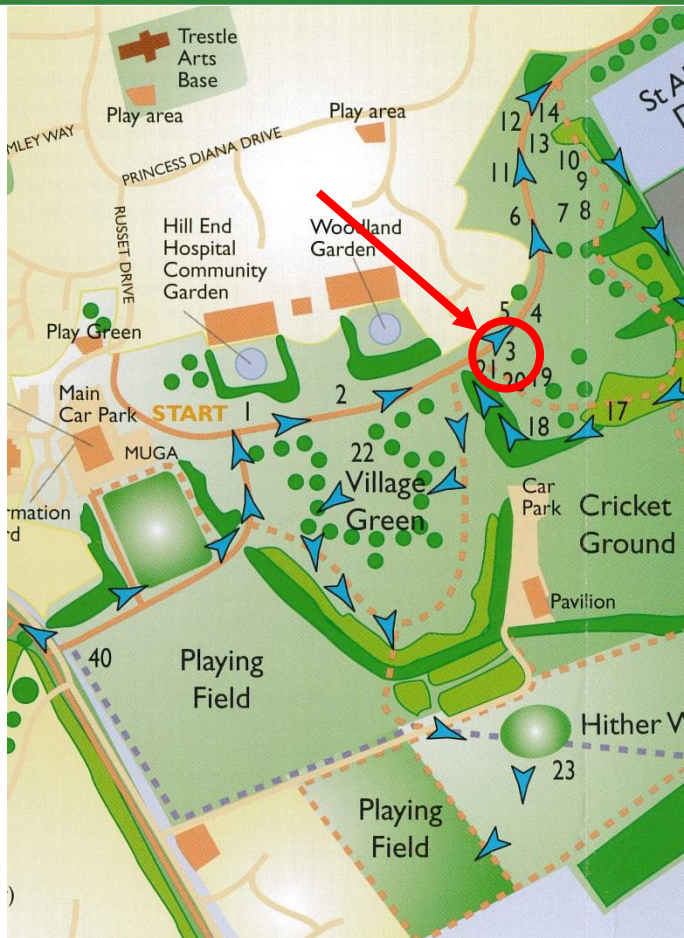 Trestle
Arts
Base
Play area
Play area
MLEY WAY
PRINCESS DIANA DRIVE
RUSSET DRIVE
St Al
12
14
13
10
11
9
8
7
6
Hill End
Hospital
Community
Garden
Woodland
Garden
5
4
3
21
20
19
Play Green
Main
Car Park
START
1
2
17
18
MUGA
22
Village
Green
Car
Park
Cricket
Ground
rmation
rd
Pavilion
40
Playing
Field
Hither W
23
Playing
Field
)